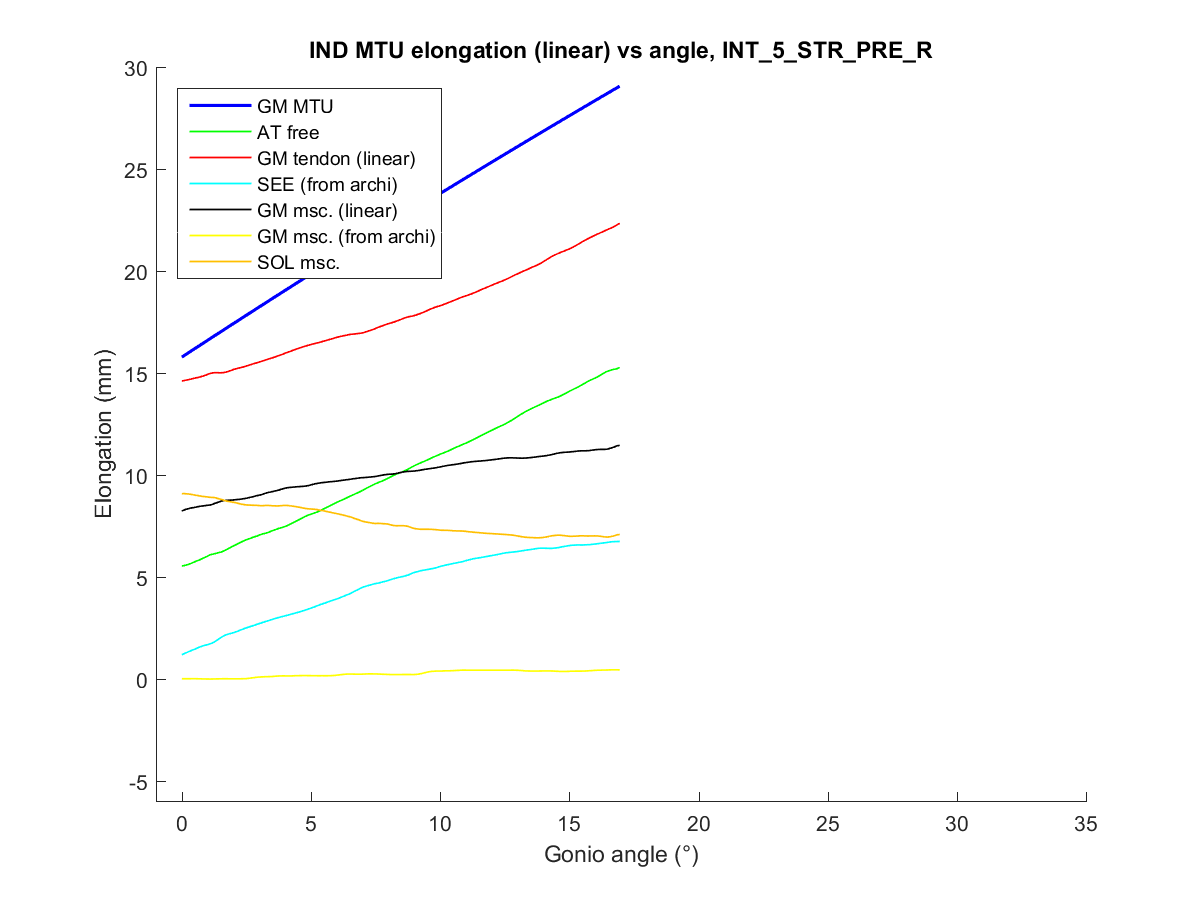 IND MTU elongation (linear) vs angle, INT_5_STR_PRE_R
30
25
20
15
10
5
0
-5
Elongation (mm)
GM MTU
AT free
GM tendon (linear)
SEE (from archi)
GM msc. (linear)
GM msc. (from archi)
SOL msc.
0 5 10 15 20 25 30 35
Gonio angle (°)